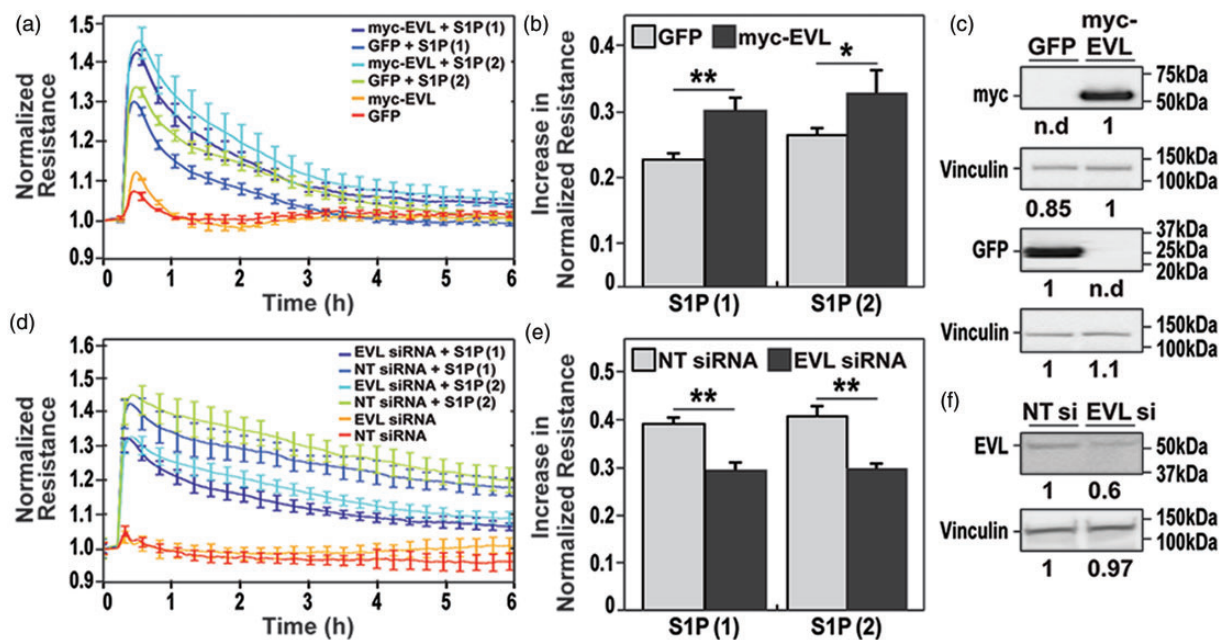 (a)
Normalized
Resistance
1.5
1.4
1.3
1.2
1.1
1.0
0.9
myc-EVL + S1P (1)
GFP + S1P (1)
myc-EVL + S1P (2)
GFP + S1P (2)
myc-EVL
GFP
0 1 2 3 4 5 6
Time (h)
(b)
Increase in
Normalized Resistance
0.4
0.3
0.2
0.1
0
GFP myc-EVL
**
*
S1P (1) S1P (2)
(c)
GFP myc-
EVL
myc
75kDa
50kDa
n.d 1
Vinculin
150kDa
100kDa
0.85 1
GFP
37kDa
25kDa
20kDa
1 n.d
Vinculin
150kDa
100kDa
1 1.1
(d)
Normalized
Resistance
1.5
1.4
1.3
1.2
1.1
1.0
0.9
EVL siRNA + S1P (1)
NT siRNA + S1P (1)
EVL siRNA + S1P (2)
NT siRNA + S1P (2)
EVL siRNA
NT siRNA
0 1 2 3 4 5 6
Time (h)
(e)
Increase in
Normalized Resistance
0.5
0.4
0.3
0.4
0.1
0
NT siRNA EVL siRNA
**
**
S1P (1) S1P (2)
(f)
NT si EVL si
EVL
50kDa
37kDa
1 0.6
Vinculin
150kDa
100kDa
1 0.97